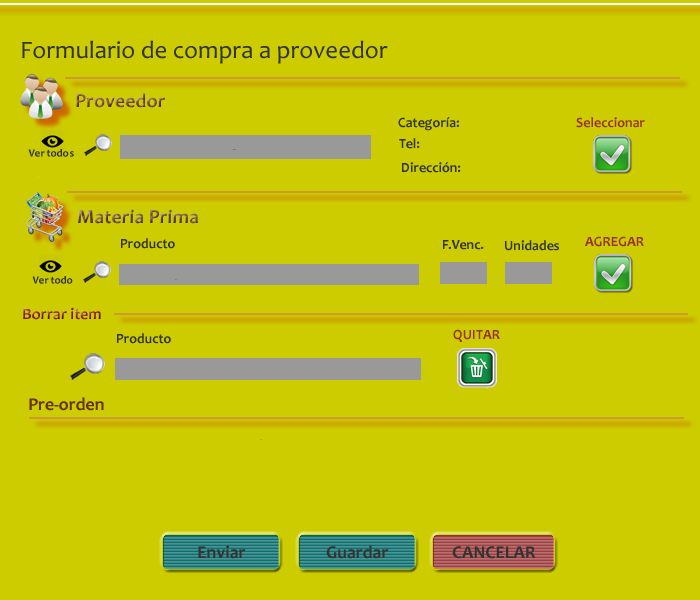 Formulario de compra a proveedor
Proveedor
Categoría:
Seleccionar
Tel:
Ver todos
Dirección:
Materia Prima
Producto
F.Venc.
Unidades
AGREGAR
Ver todo
Borrar item
Producto
QUITAR
Pre-orden
Enviar
Guardar
CANCELAR